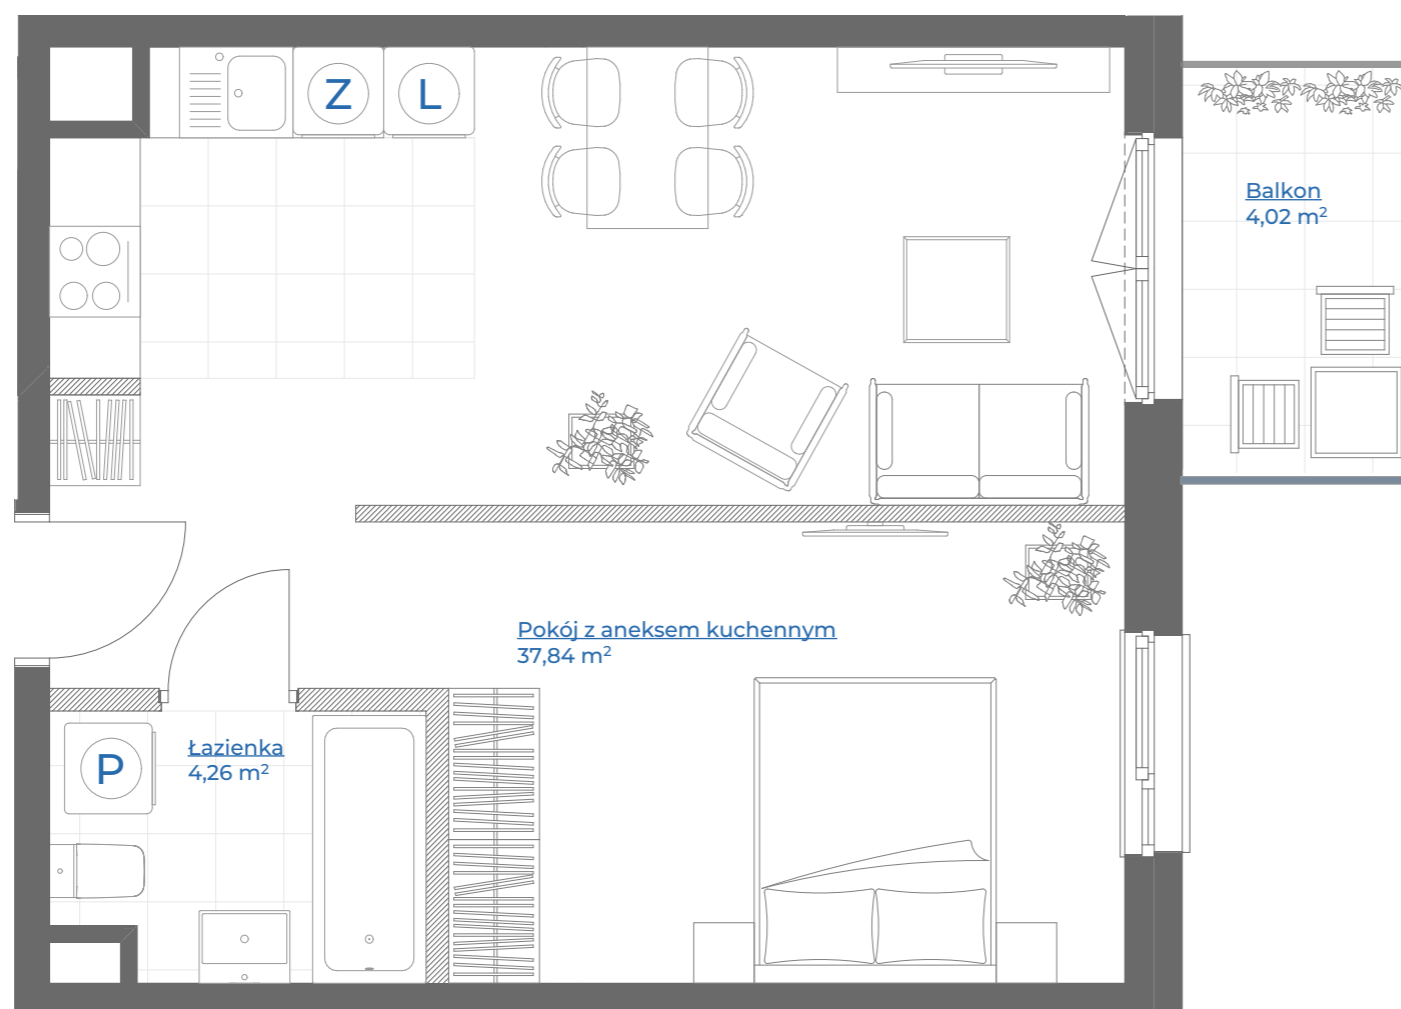 Z L
Balkon
4,02 m²
Pokój z aneksem kuchennym
37,84 m²
Łazienka
4,26 m²
P